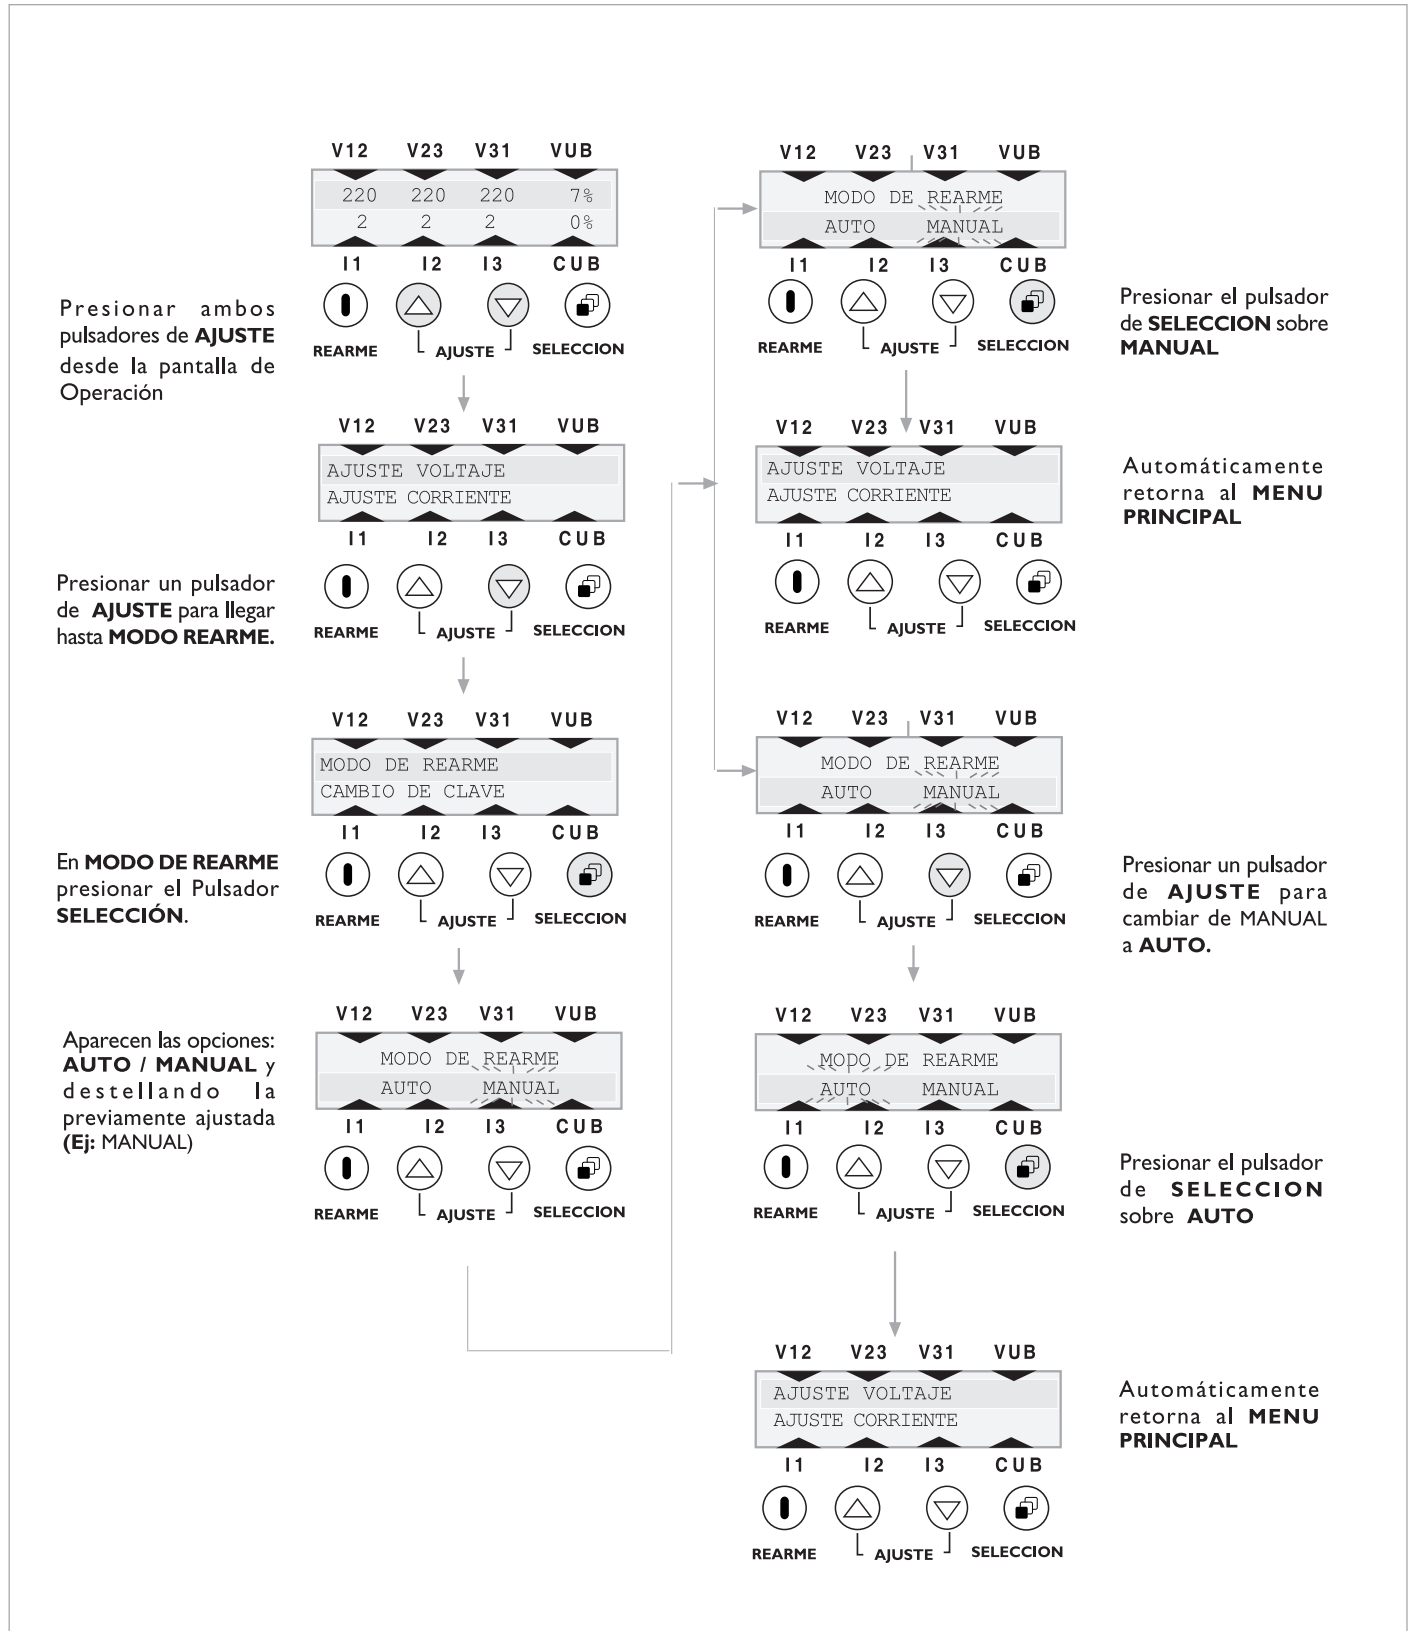 V12 V23 V31 VUB
220 220 220 7%
2 2 2 0%
I1 I2 I3 CUB
REARME AJUSTE SELECCION
Presionar ambos
pulsadores de AJUSTE
desde la pantalla de
Operación
V12 V23 V31 VUB
AJUSTE VOLTAJE
AJUSTE CORRIENTE
I1 I2 I3 CUB
REARME AJUSTE SELECCION
Presionar un pulsador
de AJUSTE para llegar
hasta MODO REARME.
V12 V23 V31 VUB
MODO DE REARME
CAMBIO DE CLAVE
I1 I2 I3 CUB
REARME AJUSTE SELECCION
En MODO DE REARME
presionar el Pulsador
SELECCIÓN.
V12 V23 V31 VUB
MODO DE REARME
AUTO MANUAL
I1 I2 I3 CUB
REARME AJUSTE SELECCION
Aparecen las opciones:
AUTO / MANUAL y
destellando la
previamente ajustada
(Ej: MANUAL)
V12 V23 V31 VUB
MODO DE REARME
AUTO MANUAL
I1 I2 I3 CUB
REARME AJUSTE SELECCION
Presionar el pulsador
de SELECCION sobre
MANUAL
V12 V23 V31 VUB
AJUSTE VOLTAJE
AJUSTE CORRIENTE
I1 I2 I3 CUB
REARME AJUSTE SELECCION
Automáticamente
retorna al MENU
PRINCIPAL
V12 V23 V31 VUB
MODO DE REARME
AUTO MANUAL
I1 I2 I3 CUB
REARME AJUSTE SELECCION
Presionar un pulsador
de AJUSTE para
cambiar de MANUAL
a AUTO.
V12 V23 V31 VUB
MODO DE REARME
AUTO MANUAL
I1 I2 I3 CUB
REARME AJUSTE SELECCION
Presionar el pulsador
de SELECCION
sobre AUTO
V12 V23 V31 VUB
AJUSTE VOLTAJE
AJUSTE CORRIENTE
I1 I2 I3 CUB
REARME AJUSTE SELECCION
Automáticamente
retorna al MENU
PRINCIPAL